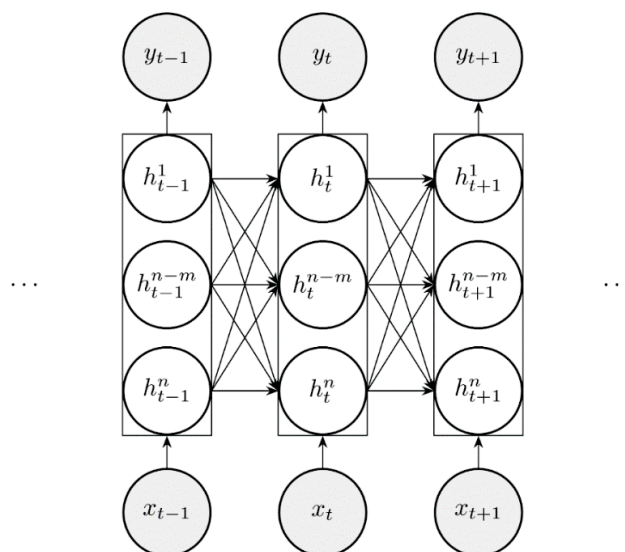 y_{t−1} y_t y_{t+1}
h^1_{t−1} h^1_t h^1_{t+1}
... h^{n−m}_{t−1} h^{n−m}_t h^{n−m}_{t+1} ..
h^n_{t−1} h^n_t h^n_{t+1}
x_{t−1} x_t x_{t+1}